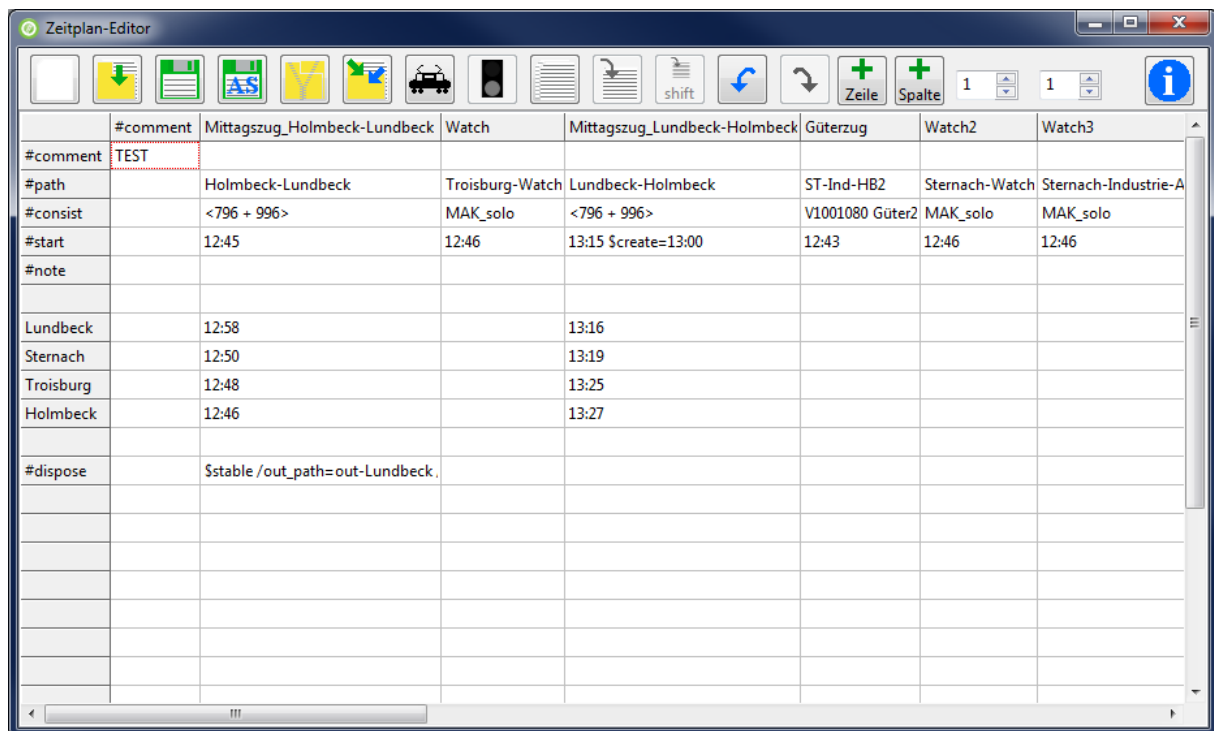 Zeitplan-Editor
AS shift Zeile Spalte 1 1 i
#comment Mittagszug_Holmbeck-Lundbeck Watch Mittagszug_Lundbeck-Holmbeck Güterzug Watch2 Watch3
#comment TEST
#path Holmbeck-Lundbeck Troisburg-Watch Lundbeck-Holmbeck ST-Ind-HB2 Sternach-Watch Sternach-Industrie-A
#consist <796 + 996> MAK_solo <796 + 996> V1001080 Güter2 MAK_solo MAK_solo
#start 12:45 12:46 13:15 $create=13:00 12:43 12:46 12:46
#note
Lundbeck 12:58 13:16
Sternach 12:50 13:19
Troisburg 12:48 13:25
Holmbeck 12:46 13:27
#dispose $stable /out_path=out-Lundbeck